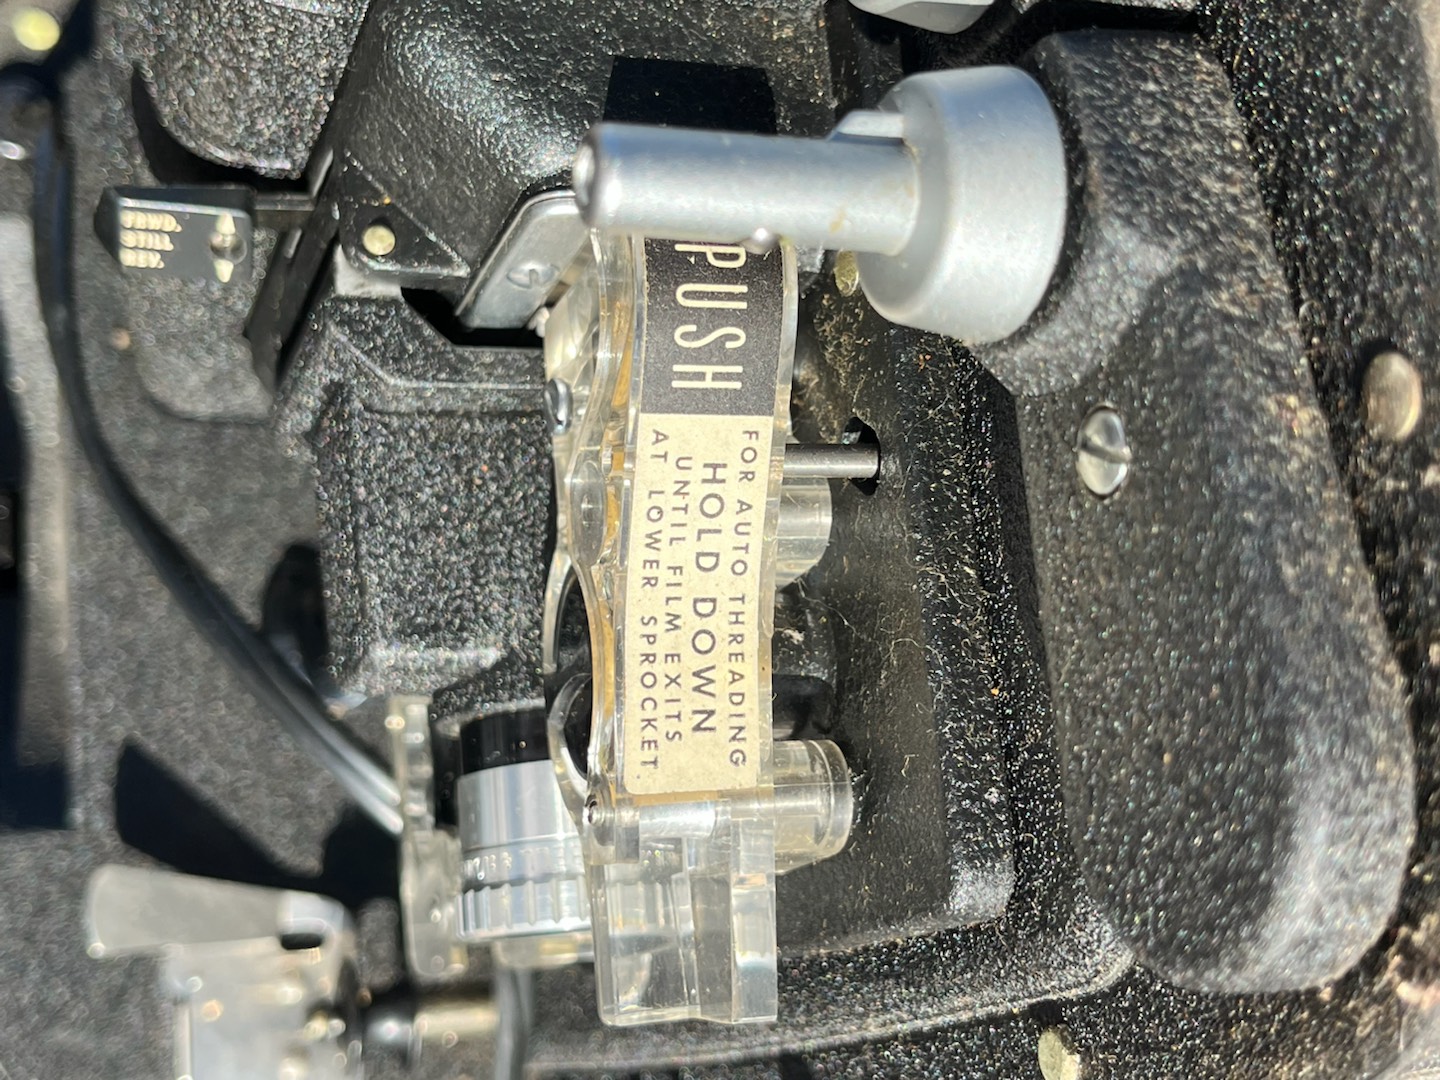 PUSH
FOR AUTO THREADING
HOLD DOWN
UNTIL FILM EXITS
AT LOWER SPROCKET.
FRWD.
STILL
REV.